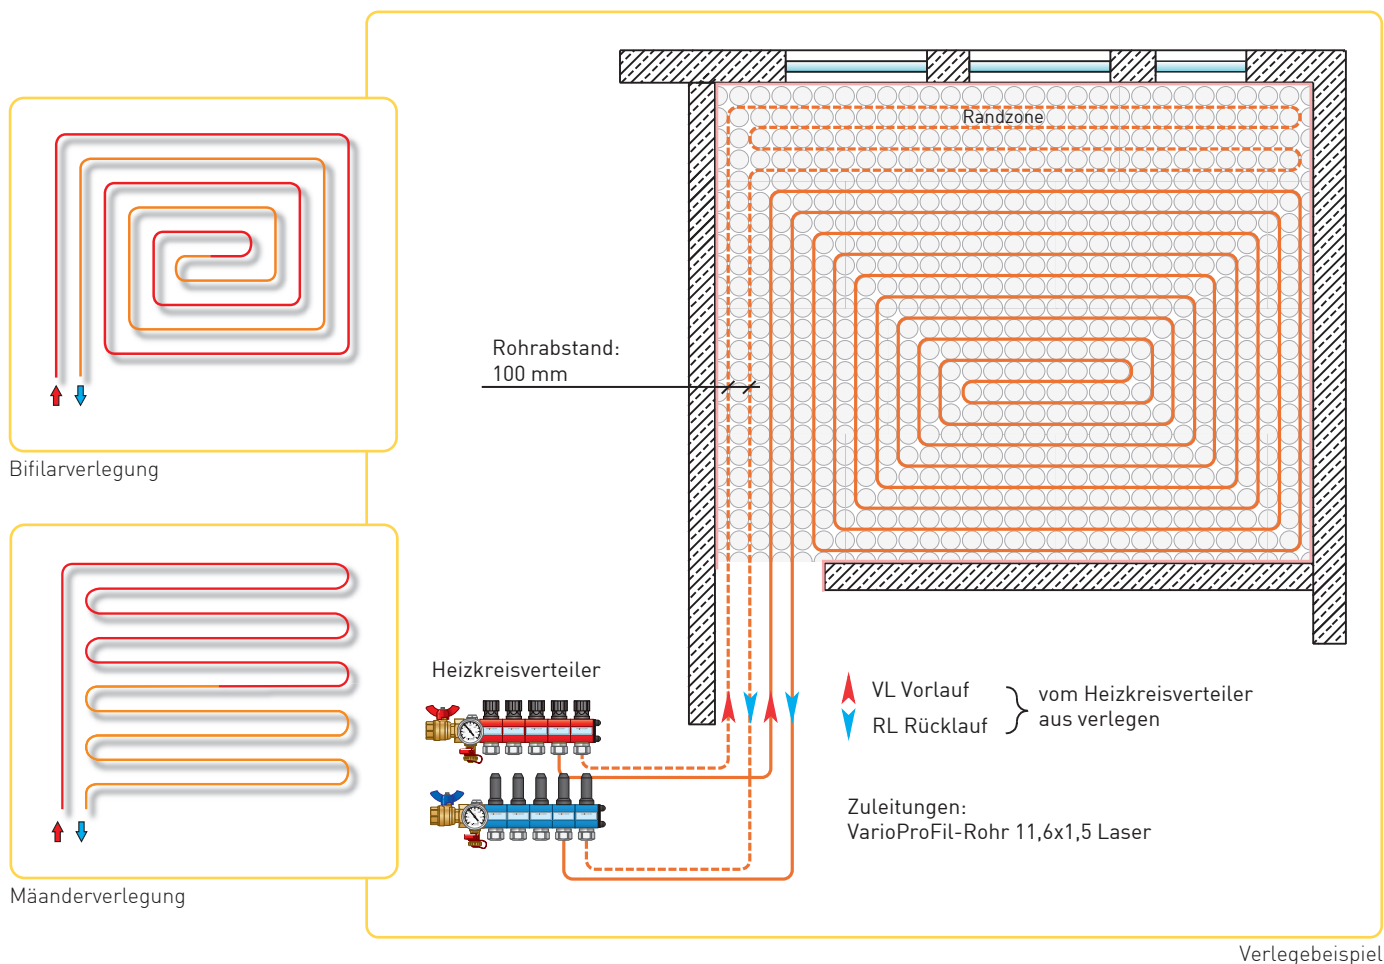 Bifilarverlegung
Mäanderverlegung
Randzone
Rohrabstand:
100 mm
Heizkreisverteiler
VL Vorlauf
RL Rücklauf
vom Heizkreisverteiler
aus verlegen
Zuleitungen:
VarioProFil-Rohr 11,6x1,5 Laser
Verlegebeispiel